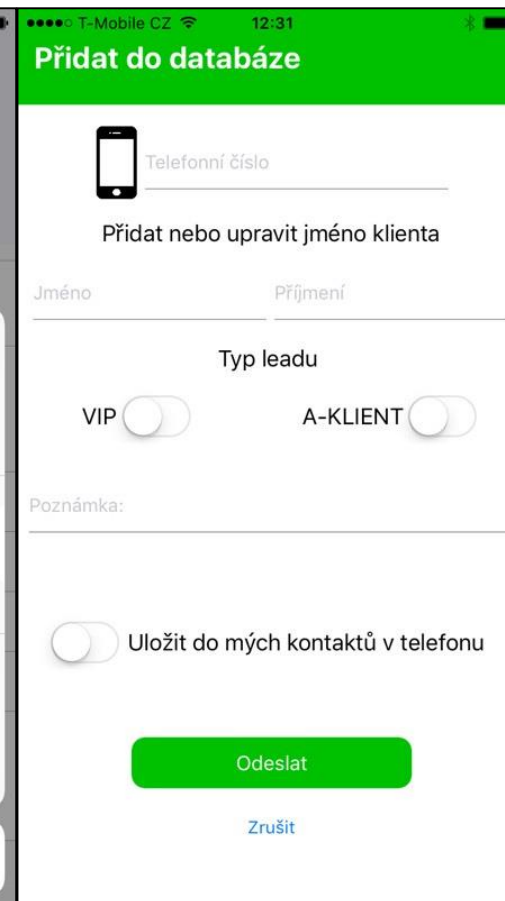 T-Mobile CZ 12:31
Přidat do databáze
Telefonní číslo
Přidat nebo upravit jméno klienta
Jméno Příjmení
Typ leadu
VIP A-KLIENT
Poznámka:
Uložit do mých kontaktů v telefonu
Odeslat
Zrušit